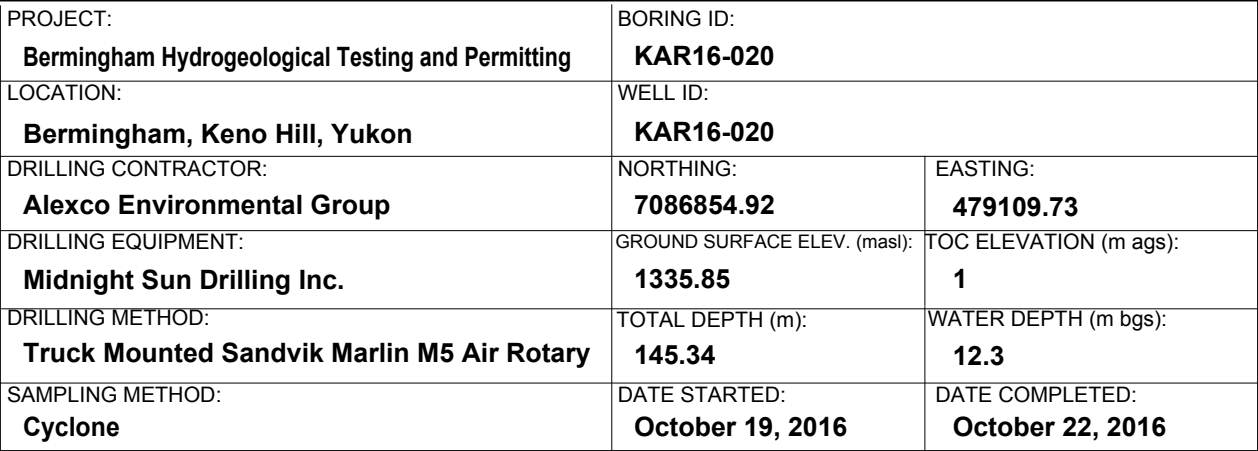 PROJECT:
Bermingham Hydrogeological Testing and Permitting
BORING ID:
KAR16-020
LOCATION:
Bermingham, Keno Hill, Yukon
WELL ID:
KAR16-020
DRILLING CONTRACTOR:
Alexco Environmental Group
NORTHING:
7086854.92
EASTING:
479109.73
DRILLING EQUIPMENT:
Midnight Sun Drilling Inc.
GROUND SURFACE ELEV. (masl):
1335.85
TOC ELEVATION (m ags):
1
DRILLING METHOD:
Truck Mounted Sandvik Marlin M5 Air Rotary
TOTAL DEPTH (m):
145.34
WATER DEPTH (m bgs):
12.3
SAMPLING METHOD:
Cyclone
DATE STARTED:
October 19, 2016
DATE COMPLETED:
October 22, 2016